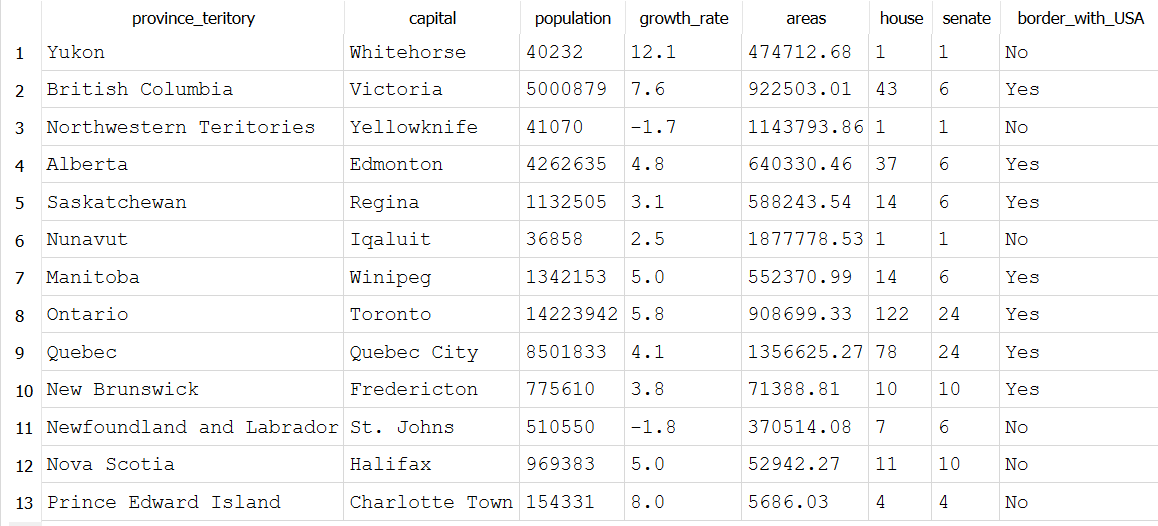 province_teritory capital population growth_rate areas house senate border_with_USA
1 Yukon Whitehorse 40232 12.1 474712.68 1 1 No
2 British Columbia Victoria 5000879 7.6 922503.01 43 6 Yes
3 Northwestern Teritories Yellowknife 41070 -1.7 1143793.86 1 1 No
4 Alberta Edmonton 4262635 4.8 640330.46 37 6 Yes
5 Saskatchewan Regina 1132505 3.1 588243.54 14 6 Yes
6 Nunavut Iqaluit 36858 2.5 1877778.53 1 1 No
7 Manitoba Winipeg 1342153 5.0 552370.99 14 6 Yes
8 Ontario Toronto 14223942 5.8 908699.33 122 24 Yes
9 Quebec Quebec City 8501833 4.1 1356625.27 78 24 Yes
10 New Brunswick Fredericton 775610 3.8 71388.81 10 10 Yes
11 Newfoundland and Labrador St. Johns 510550 -1.8 370514.08 7 6 No
12 Nova Scotia Halifax 969383 5.0 52942.27 11 10 No
13 Prince Edward Island Charlotte Town 154331 8.0 5686.03 4 4 No